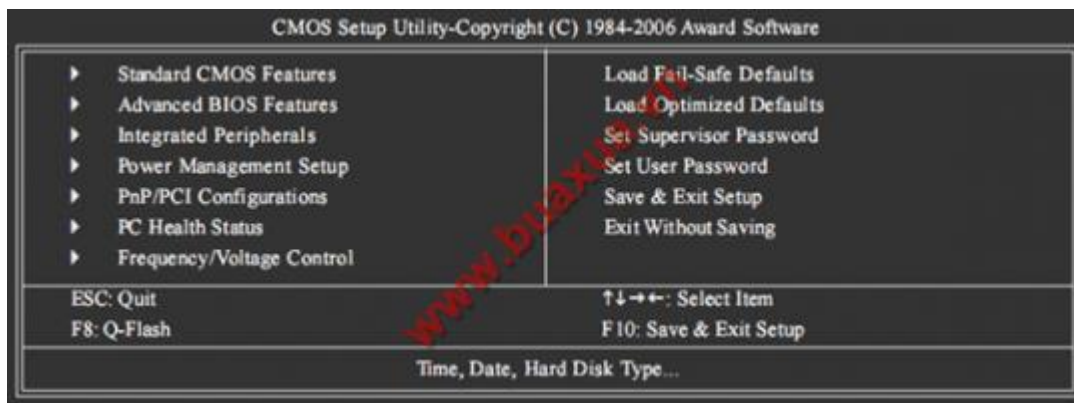 CMOS Setup Utility-Copyright (C) 1984-2006 Award Software
Standard CMOS Features
Advanced BIOS Features
Integrated Peripherals
Power Management Setup
PnP/PCI Configurations
PC Health Status
Frequency/Voltage Control
Load Fail-Safe Defaults
Load Optimized Defaults
Set Supervisor Password
Set User Password
Save & Exit Setup
Exit Without Saving
ESC: Quit
↑↓→←: Select Item
F8: Q-Flash
F10: Save & Exit Setup
Time, Date, Hard Disk Type...
www.buaxua.vn